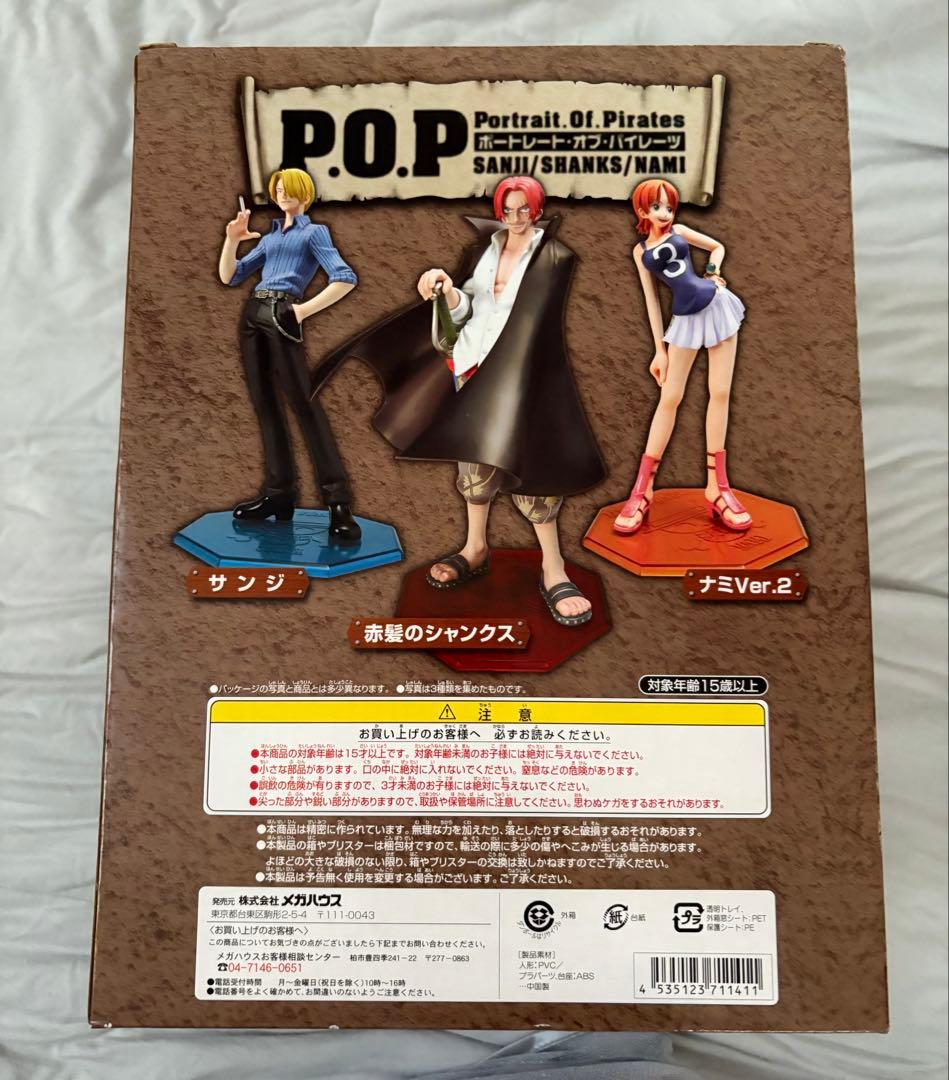 P.O.P
Portrait.Of.Pirates
ポートレート・オブ・パイレーツ
SANJI/SHANKS/NAMI
3
サンジ
赤髪のシャンクス
ナミVer.2
●パッケージの写真と商品とは多少異なります。 ●写真は3種類を集めたものです。
対象年齢15歳以上
⚠ 注意
お買い上げのお客様へ 必ずお読みください。
●本商品の対象年齢は15才以上です。対象年齢未満のお子様には絶対に与えないでください。
●小さな部品があります。口の中に絶対に入れないでください。窒息などの危険があります。
●誤飲の危険が有りますので、3才未満のお子様には絶対に与えないでください。
●尖った部分や鋭い部分がありますので、取扱や保管場所に注意してください。思わぬケガをするおそれがあります。
●本商品は精密に作られています。無理な力を加えたり、落としたりすると破損するおそれがあります。
●本製品の箱やブリスターは梱包材ですので、輸送の際に多少の傷やへこみが生じる場合があります。
よほどの大きな破損のない限り、箱やブリスターの交換は致しかねますのでご了承ください。
●本製品は予告無く使用を変更する場合がございます。ご了承ください。
発売元 株式会社 メガハウス
東京都台東区駒形2-5-4 〒111-0043
〈お買い上げのお客様へ〉
この商品についてお気づきの点がございましたら下記までお問い合わせください。
メガハウスお客様相談センター 柏市豊四季241-22 〒277-0863
☎04-7146-0651
●電話受付時間 月〜金曜日(祝日を除く)10時〜16時
●電話番号をよく確かめて、お間違いのないようご注意ください。
ダンボールはリサイクル
外箱
紙
台紙
プラ
透明トレイ、
外箱窓シート:PET
保護シート:PE
[製品素材]
人形:PVC/
プラパーツ、台座:ABS
…中国製
4 535123 711411